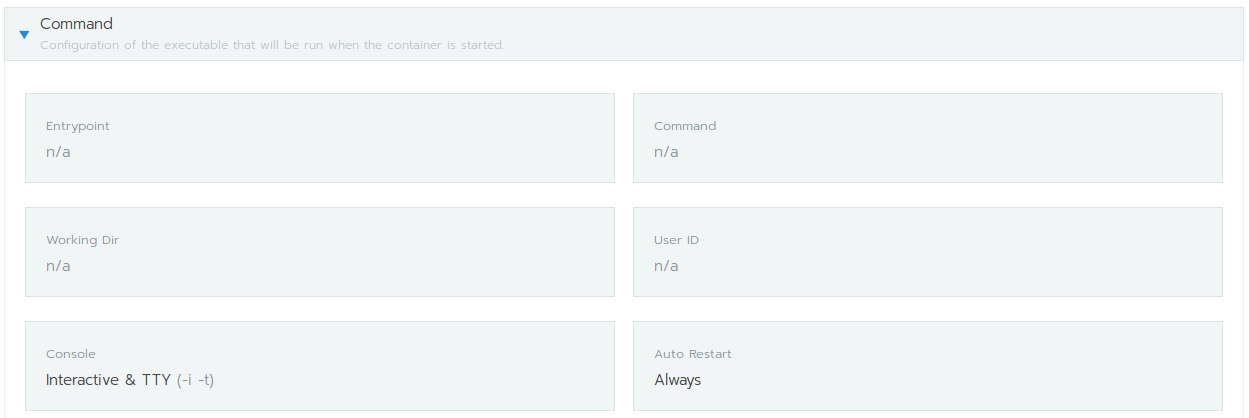 Command
Configuration of the executable that will be run when the container is started.
Entrypoint
n/a
Command
n/a
Working Dir
n/a
User ID
n/a
Console
Interactive & TTY (-i -t)
Auto Restart
Always